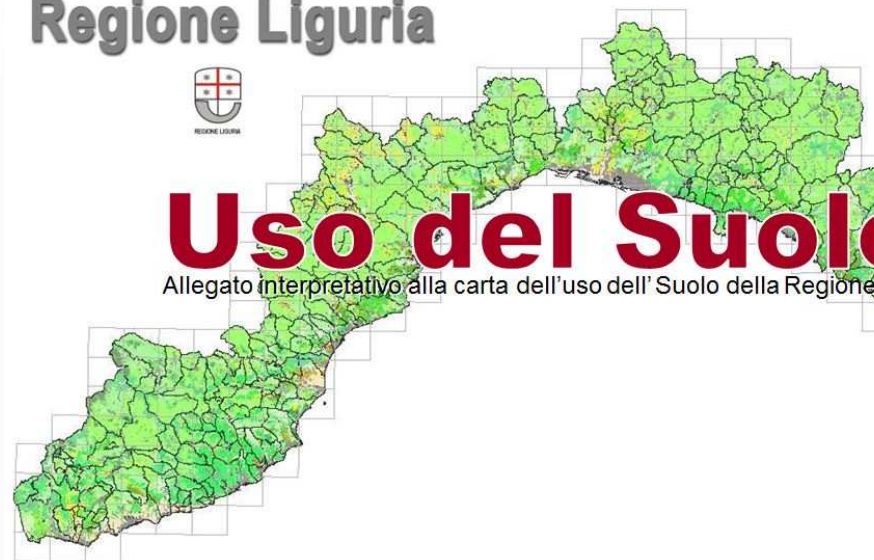 Regione Liguria
REGIONE LIGURIA
Uso del Suolo
Allegato interpretativo alla carta dell'uso dell' Suolo della Regione